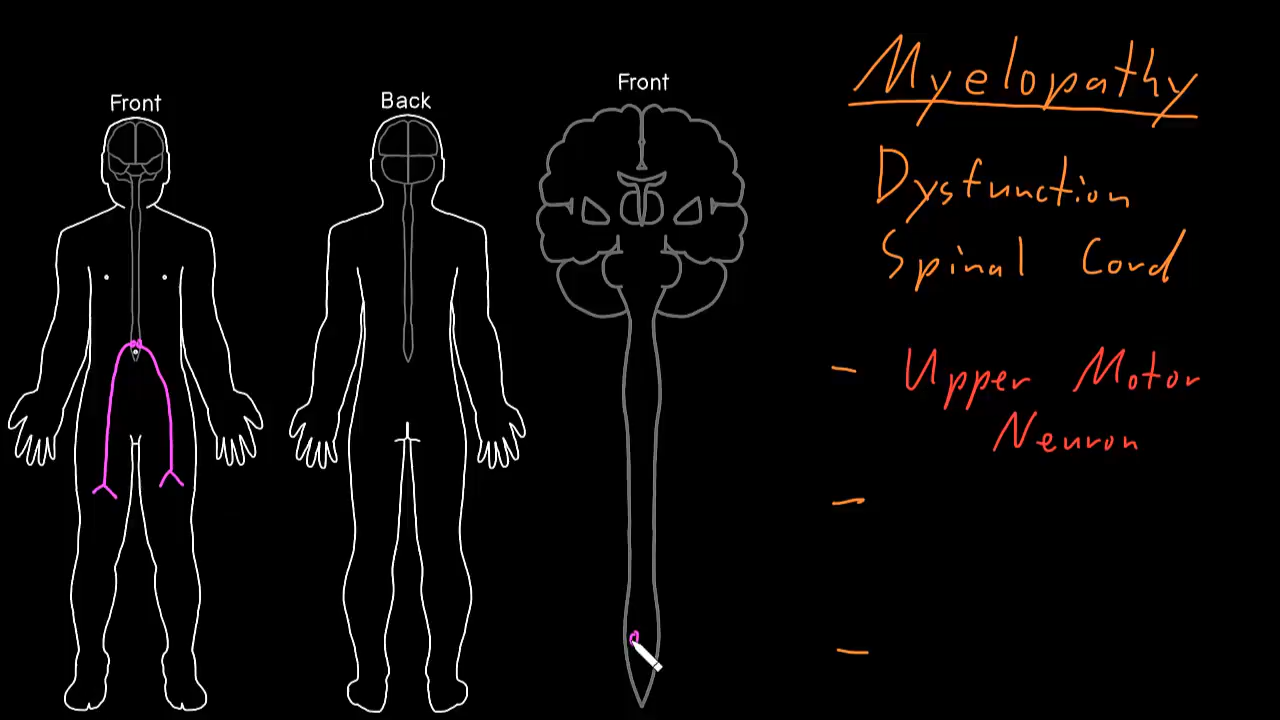 Front
Back
Front
Myelopathy
Dysfunction
Spinal Cord
- Upper Motor
Neuron
-
-